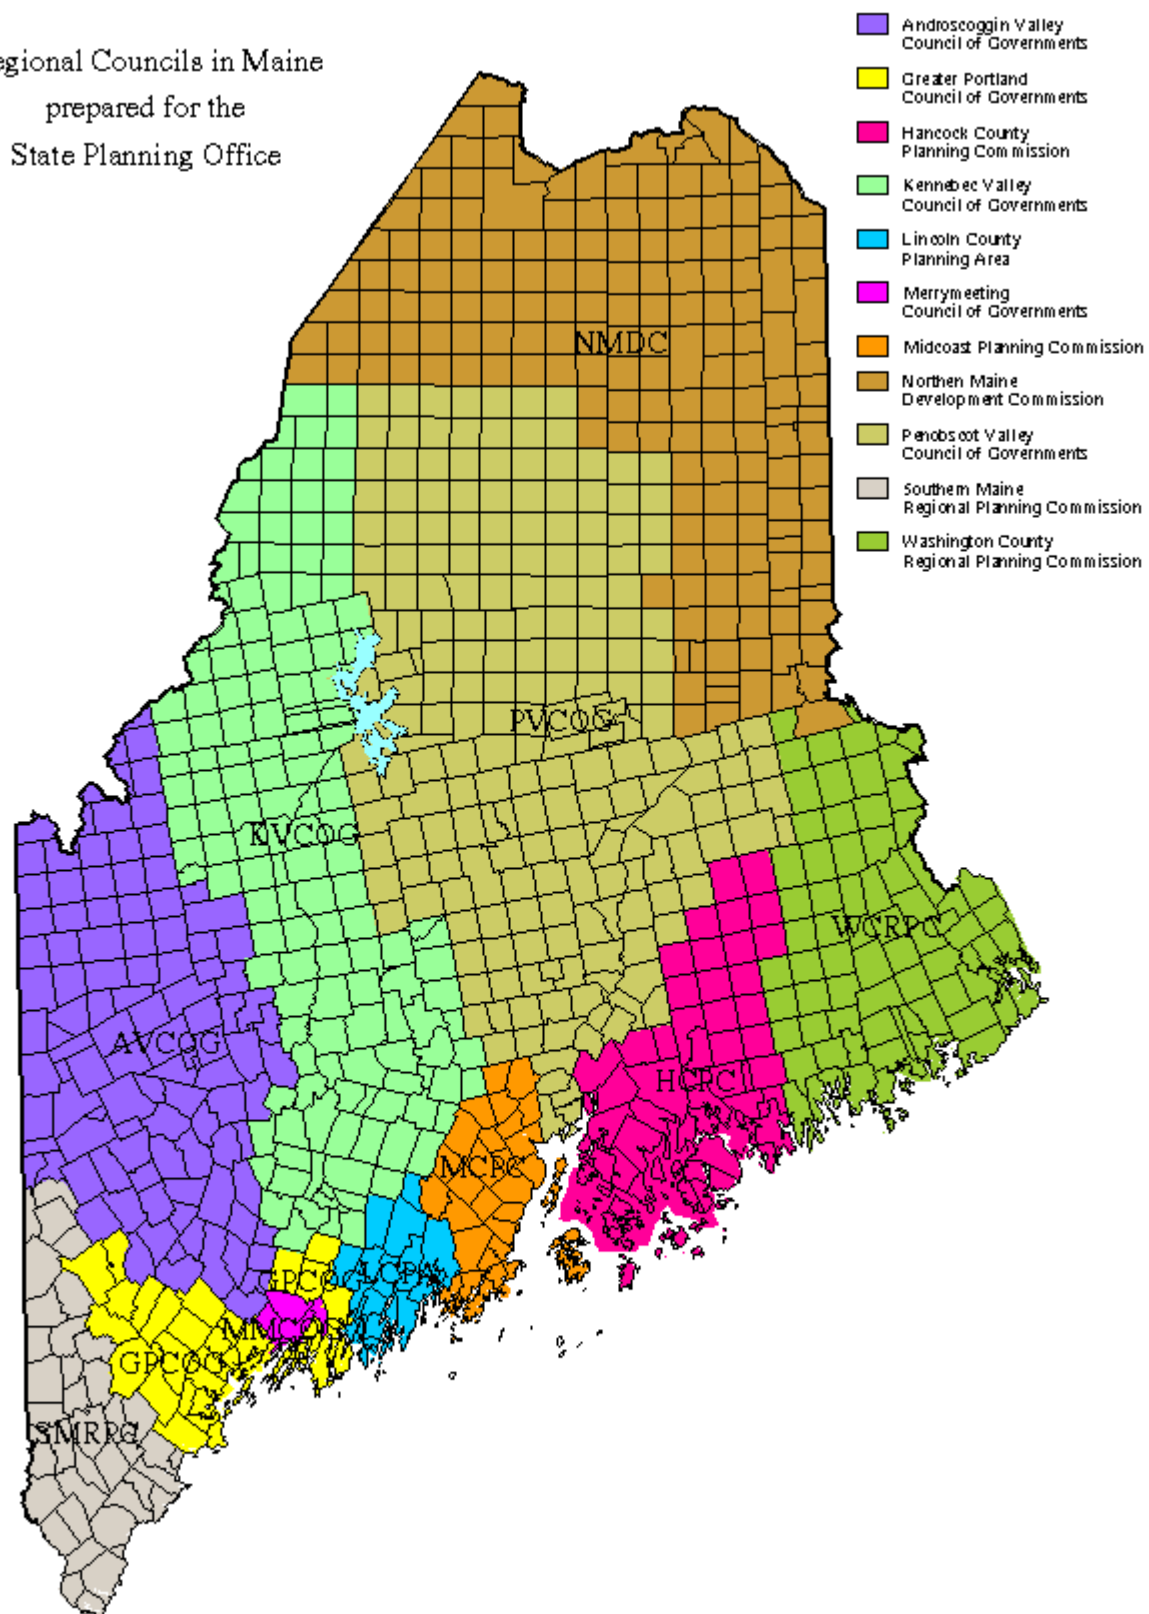 egional Councils in Maine
prepared for the
State Planning Office
Androscoggin Valley
Council of Governments
Greater Portland
Council of Governments
Hancock County
Planning Commission
Kennebec Valley
Council of Governments
Lincoln County
Planning Area
Merrymeeting
Council of Governments
Midcoast Planning Commission
Northen Maine
Development Commission
Penobscot Valley
Council of Governments
Southern Maine
Regional Planning Commission
Washington County
Regional Planning Commission
NMDC
PVCOG
KVCOG
WCRPC
AVCOG
HCPC
MCPC
GPCOG
LCPA
MMCOG
GPCOG
SMRPC